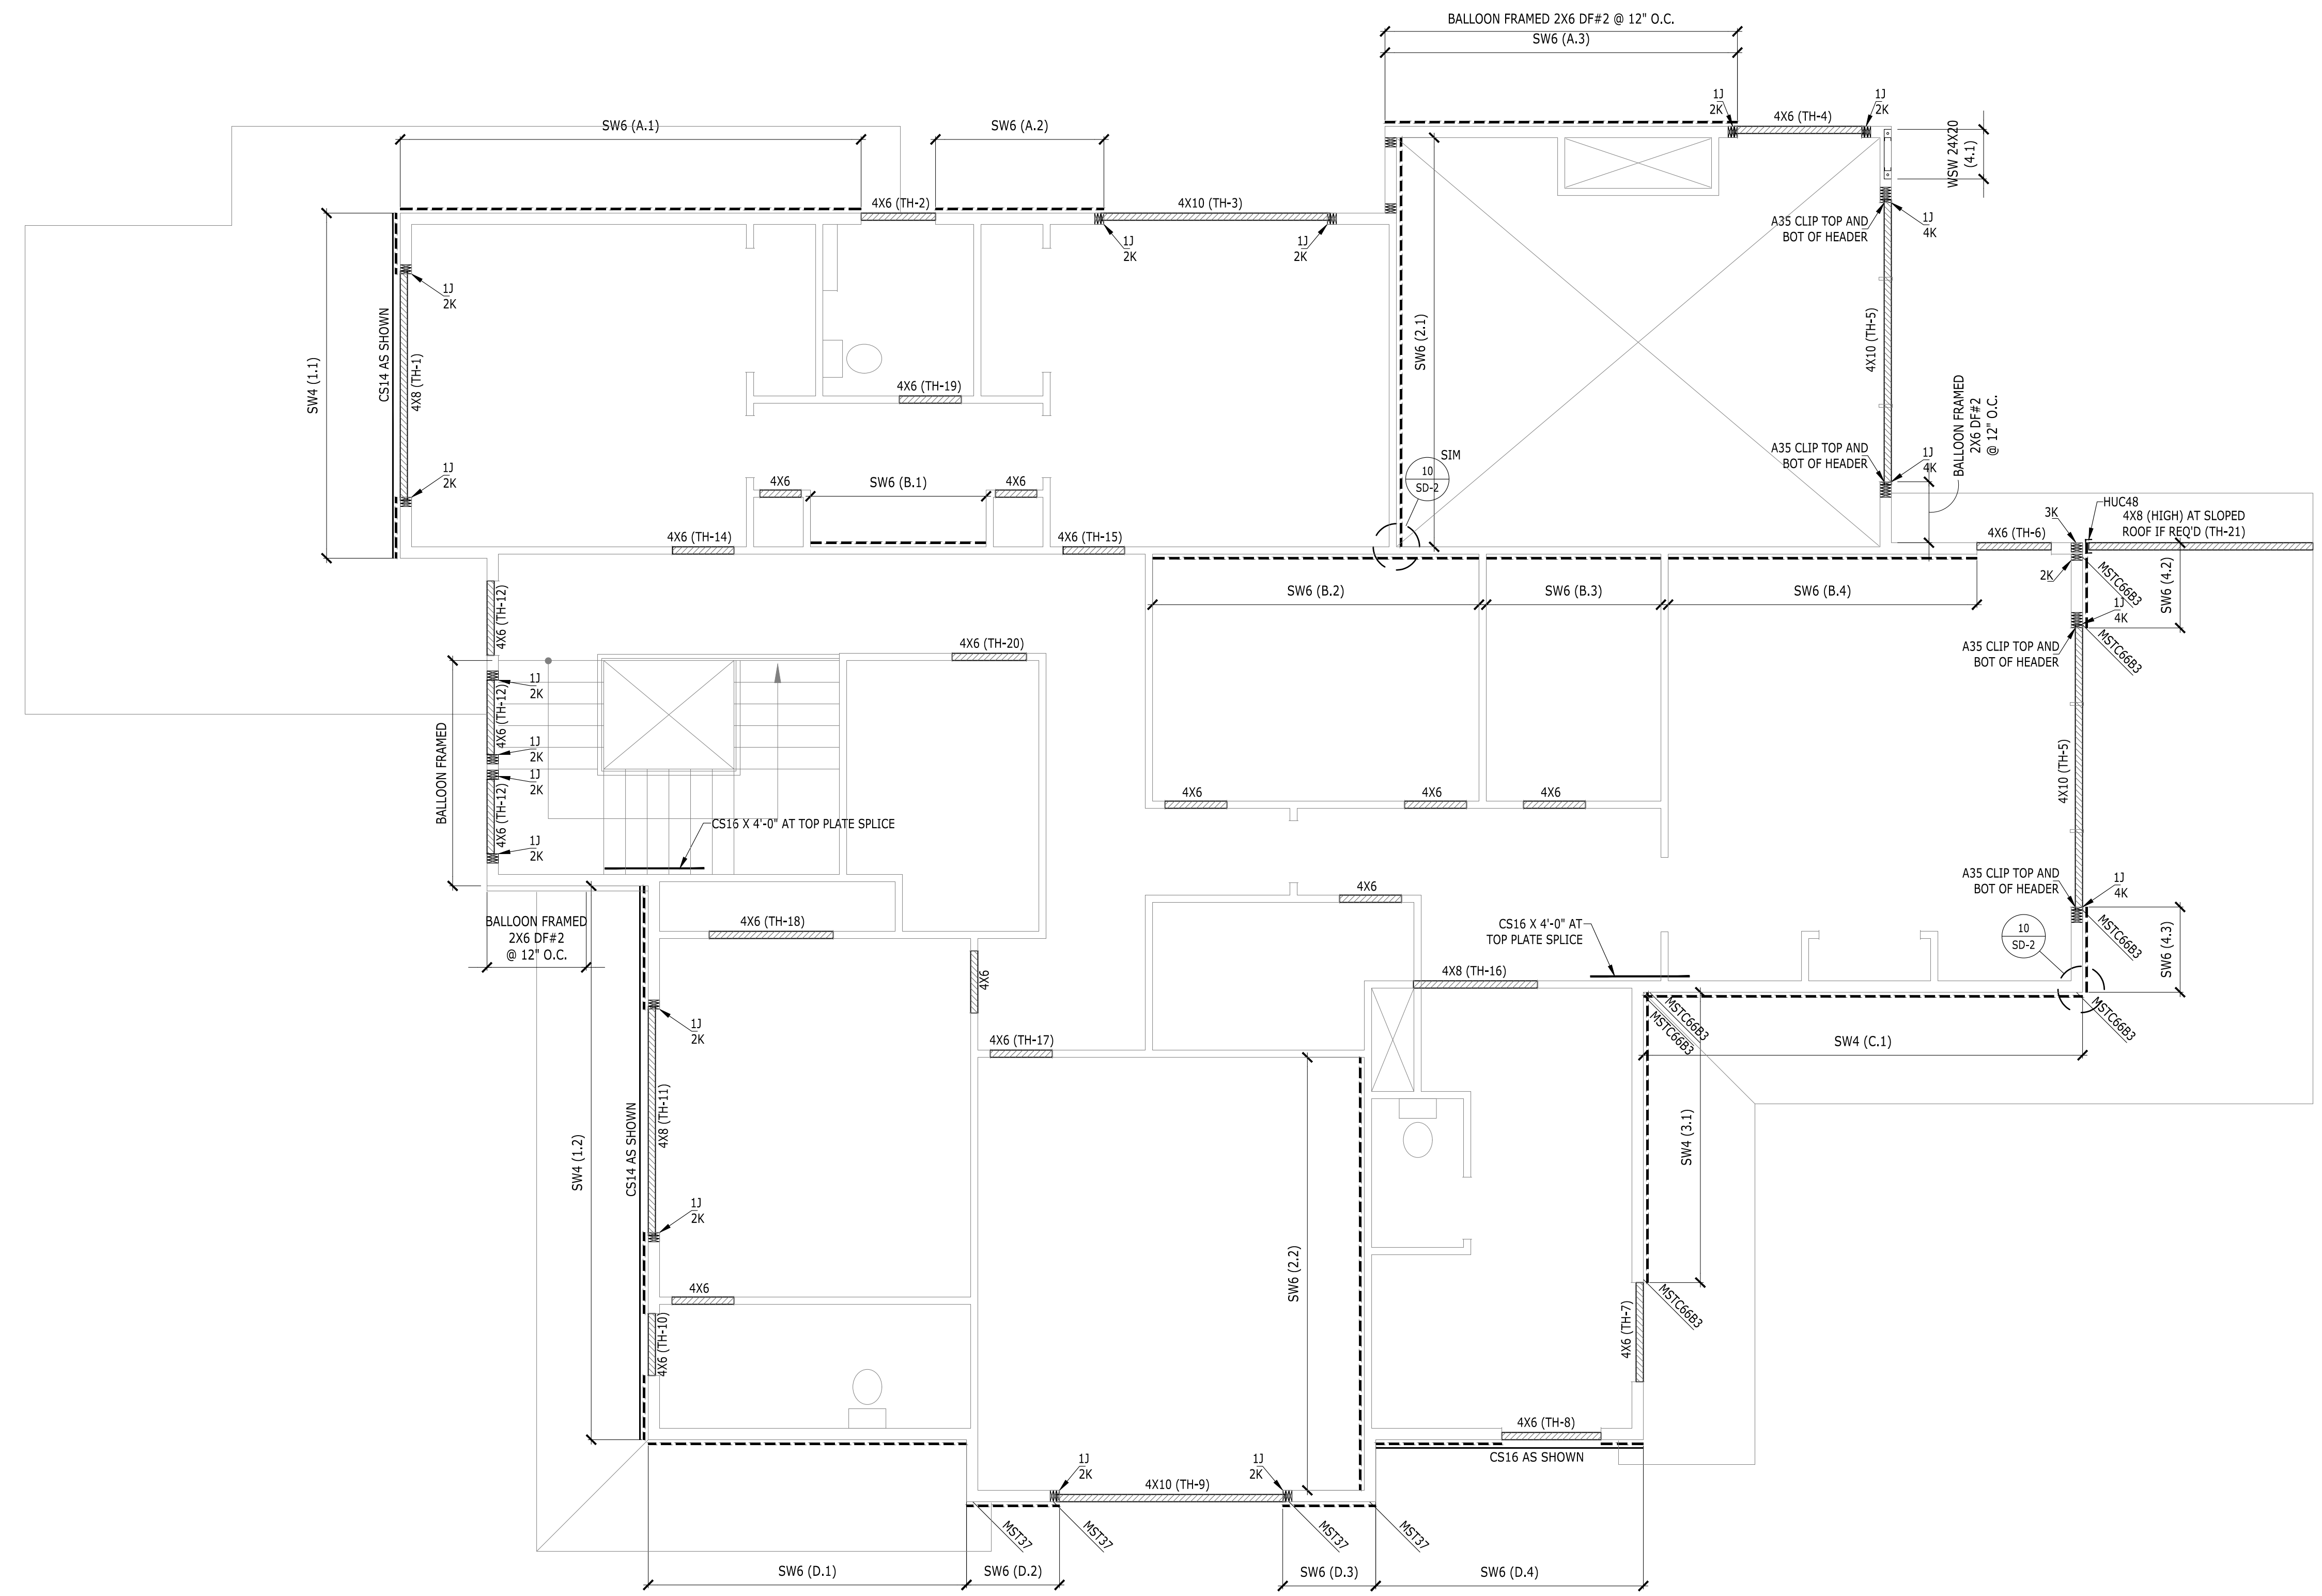 BALLOON FRAMED 2X6 DF#2 @ 12" O.C.
SW6 (A.3)
1J
2K
4X6 (TH-4)
1J
2K
WSW 24X20
(4.1)
SW6 (A.1)
SW6 (A.2)
4X6 (TH-2)
4X10 (TH-3)
1J
2K
1J
2K
A35 CLIP TOP AND
BOT OF HEADER
1J
4K
SW4 (1.1)
CS14 AS SHOWN
4X8 (TH-1)
1J
2K
1J
2K
4X6 (TH-19)
SW6 (2.1)
4X10 (TH-5)
BALLOON FRAMED
2X6 DF#2
@ 12" O.C.
A35 CLIP TOP AND
BOT OF HEADER
1J
4K
SIM
10
SD-2
4X6
SW6 (B.1)
4X6
4X6 (TH-14)
4X6 (TH-15)
HUC48
3K
4X8 (HIGH) AT SLOPED
ROOF IF REQ'D (TH-21)
4X6 (TH-6)
2K
MSTC66B3
SW6 (4.2)
1J
4K
MSTC66B3
A35 CLIP TOP AND
BOT OF HEADER
SW6 (B.2)
SW6 (B.3)
SW6 (B.4)
4X6 (TH-12)
4X6 (TH-20)
BALLOON FRAMED
4X6 (TH-12)
1J
2K
1J
2K
4X6 (TH-12)
1J
2K
1J
2K
CS16 X 4'-0" AT TOP PLATE SPLICE
4X6
4X6
4X6
4X10 (TH-5)
A35 CLIP TOP AND
BOT OF HEADER
1J
4K
MSTC66B3
SW6 (4.3)
10
SD-2
MSTC66B3
BALLOON FRAMED
2X6 DF#2
@ 12" O.C.
4X6 (TH-18)
4X6
4X6
CS16 X 4'-0" AT
TOP PLATE SPLICE
4X8 (TH-16)
MSTC66B3
MSTC66B3
SW4 (C.1)
1J
2K
4X6 (TH-17)
SW4 (1.2)
CS14 AS SHOWN
4X8 (TH-11)
1J
2K
SW4 (3.1)
SW6 (2.2)
4X6
4X6 (TH-10)
MSTC66B3
4X6 (TH-7)
4X6 (TH-8)
CS16 AS SHOWN
1J
2K
4X10 (TH-9)
1J
2K
MST37
MST37
MST37
MST37
SW6 (D.1)
SW6 (D.2)
SW6 (D.3)
SW6 (D.4)